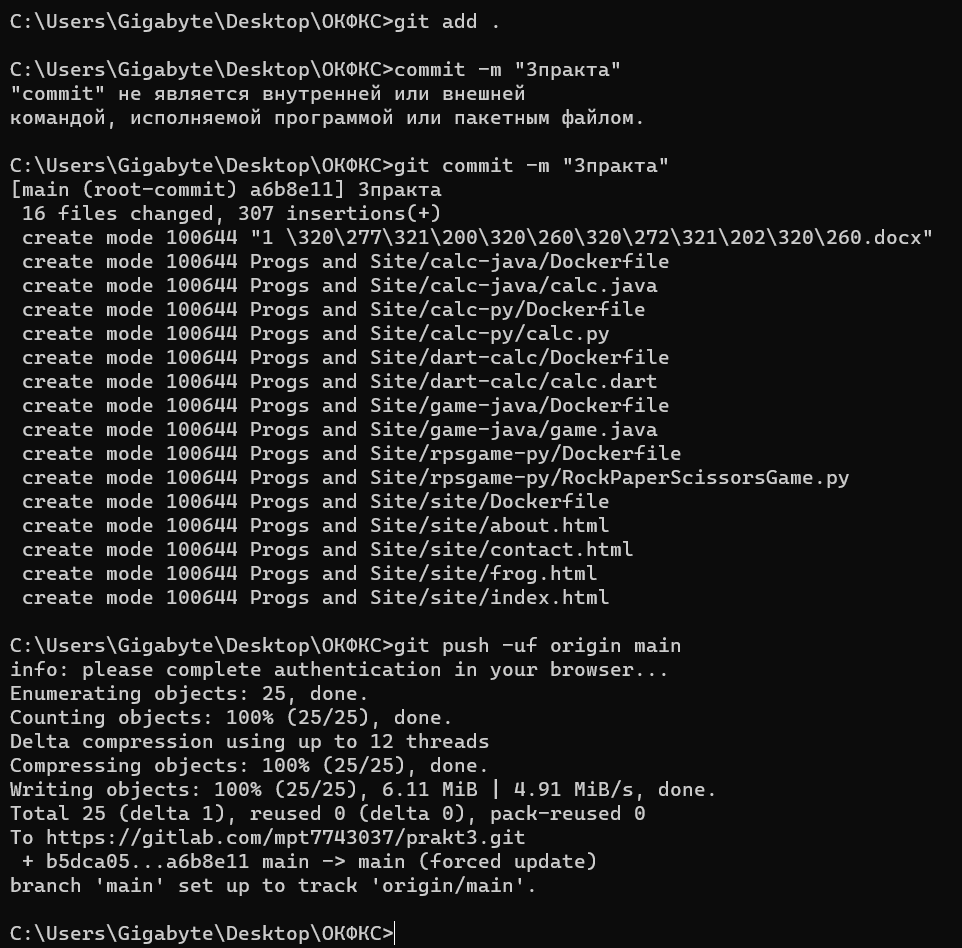 C:\Users\Gigabyte\Desktop\ОКФКС>git add .
C:\Users\Gigabyte\Desktop\ОКФКС>commit -m "3практа"
"commit" не является внутренней или внешней
командой, исполняемой программой или пакетным файлом.
C:\Users\Gigabyte\Desktop\ОКФКС>git commit -m "3практа"
[main (root-commit) a6b8e11] 3практа
 16 files changed, 307 insertions(+)
 create mode 100644 "1 \320\277\321\200\320\260\320\272\321\202\320\260.docx"
 create mode 100644 Progs and Site/calc-java/Dockerfile
 create mode 100644 Progs and Site/calc-java/calc.java
 create mode 100644 Progs and Site/calc-py/Dockerfile
 create mode 100644 Progs and Site/calc-py/calc.py
 create mode 100644 Progs and Site/dart-calc/Dockerfile
 create mode 100644 Progs and Site/dart-calc/calc.dart
 create mode 100644 Progs and Site/game-java/Dockerfile
 create mode 100644 Progs and Site/game-java/game.java
 create mode 100644 Progs and Site/rpsgame-py/Dockerfile
 create mode 100644 Progs and Site/rpsgame-py/RockPaperScissorsGame.py
 create mode 100644 Progs and Site/site/Dockerfile
 create mode 100644 Progs and Site/site/about.html
 create mode 100644 Progs and Site/site/contact.html
 create mode 100644 Progs and Site/site/frog.html
 create mode 100644 Progs and Site/site/index.html
C:\Users\Gigabyte\Desktop\ОКФКС>git push -uf origin main
info: please complete authentication in your browser...
Enumerating objects: 25, done.
Counting objects: 100% (25/25), done.
Delta compression using up to 12 threads
Compressing objects: 100% (25/25), done.
Writing objects: 100% (25/25), 6.11 MiB | 4.91 MiB/s, done.
Total 25 (delta 1), reused 0 (delta 0), pack-reused 0
To https://gitlab.com/mpt7743037/prakt3.git
 + b5dca05...a6b8e11 main -> main (forced update)
branch 'main' set up to track 'origin/main'.
C:\Users\Gigabyte\Desktop\ОКФКС>